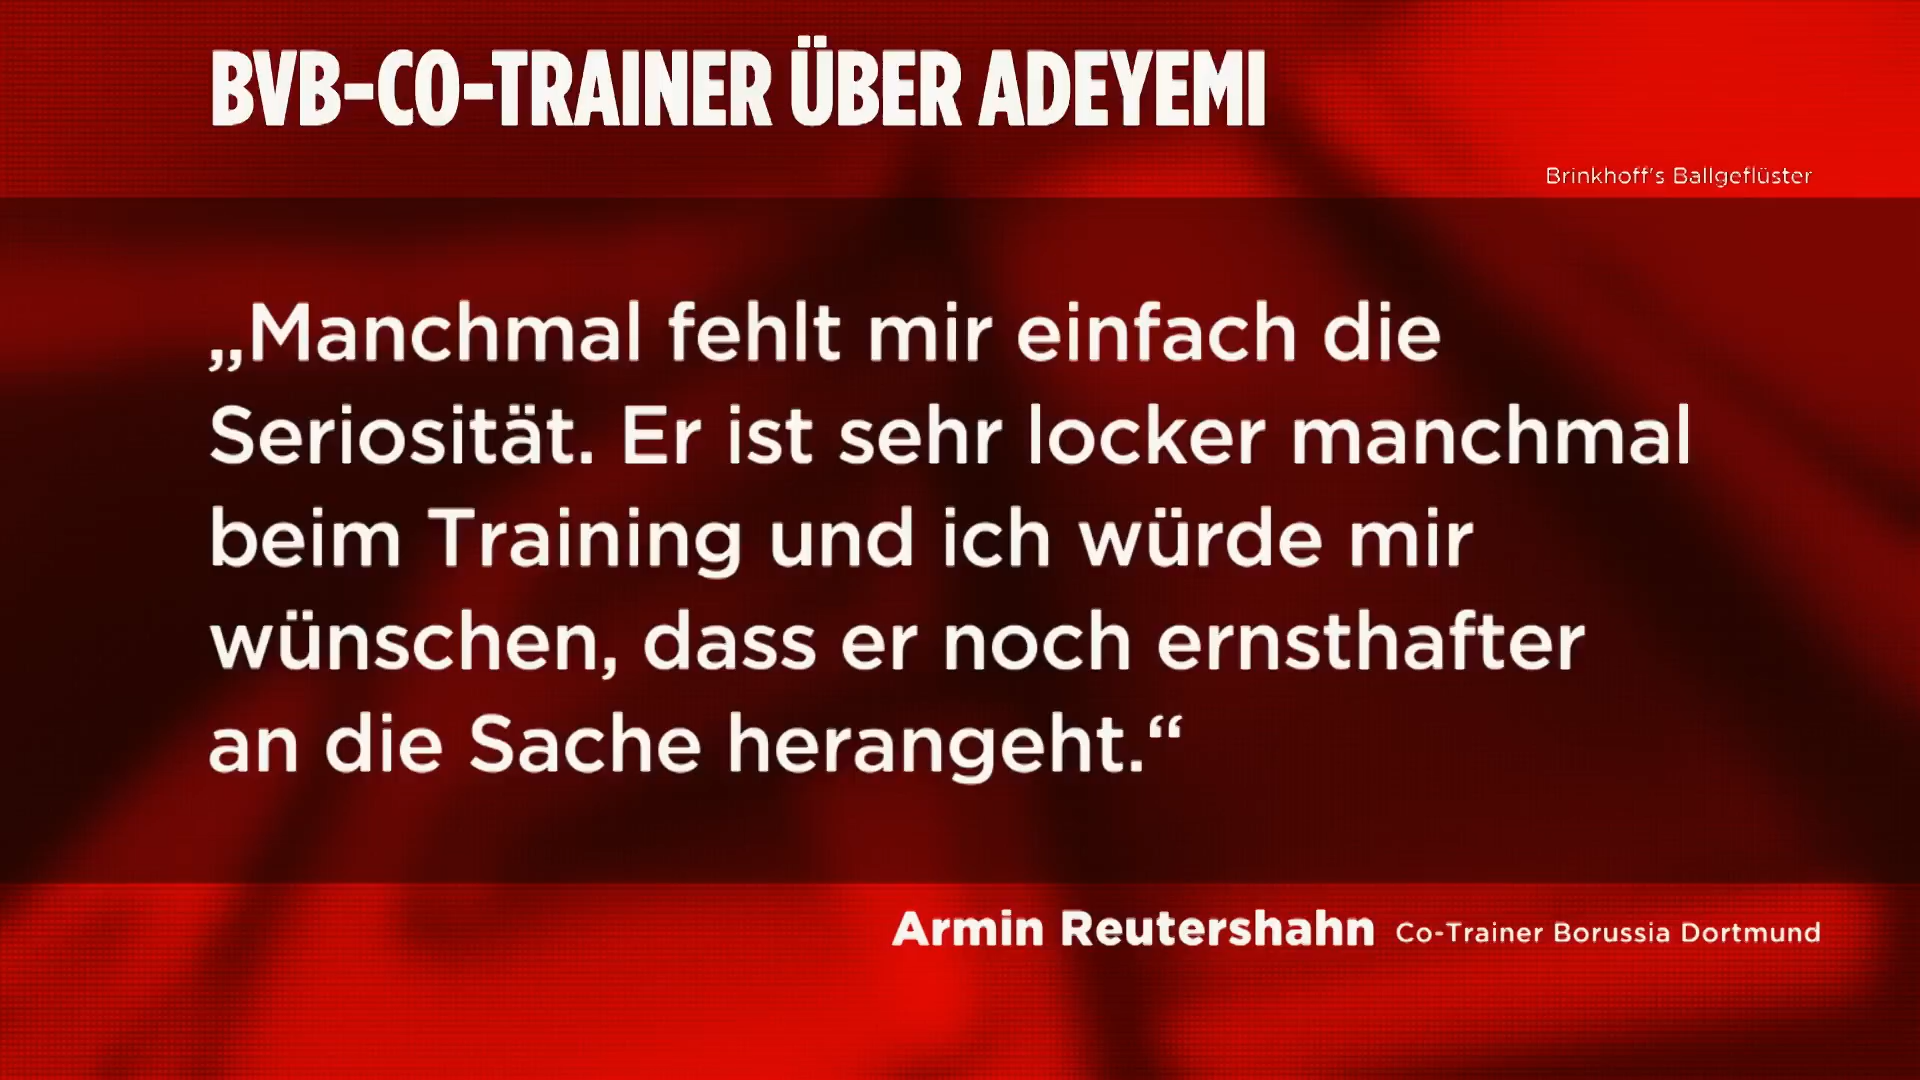 BVB-CO-TRAINER ÜBER ADEYEMI
Brinkhoff's Ballgeflüster
„Manchmal fehlt mir einfach die
Seriosität. Er ist sehr locker manchmal
beim Training und ich würde mir
wünschen, dass er noch ernsthafter
an die Sache herangeht.“
Armin Reutershahn Co-Trainer Borussia Dortmund